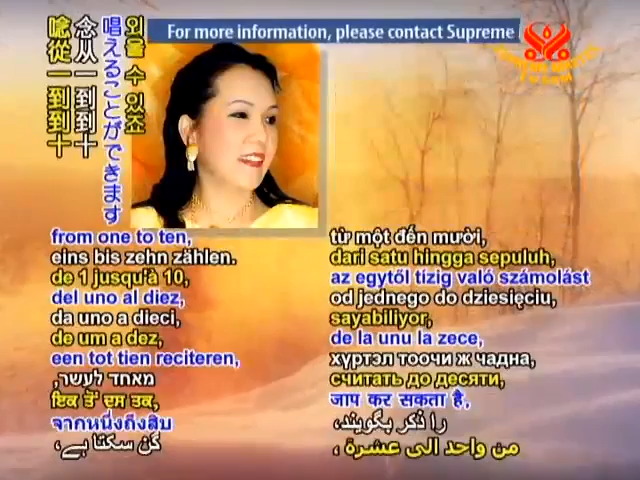 For more information, please contact Supreme
외울 수 있죠
唱えることができます
念从一到到十
唸從一到到十
from one to ten,
eins bis zehn zählen.
de 1 jusqu'à 10,
del uno al diez,
da uno a dieci,
de um a dez,
een tot tien reciteren,
מאחד לעשר,
ਇਕ ਤੋਂ ਦਸ ਤਕ,
จากหนึ่งถึงสิบ
گن سکتا ہے،
từ một đến mười,
dari satu hingga sepuluh,
az egytől tízig való számolást
od jednego do dziesięciu,
sayabiliyor,
de la unu la zece,
хүртэл тоочи ж чадна,
считать до десяти,
जाप कर सकता है,
را ذکر بگویند،
من واحد الى عشرة ،